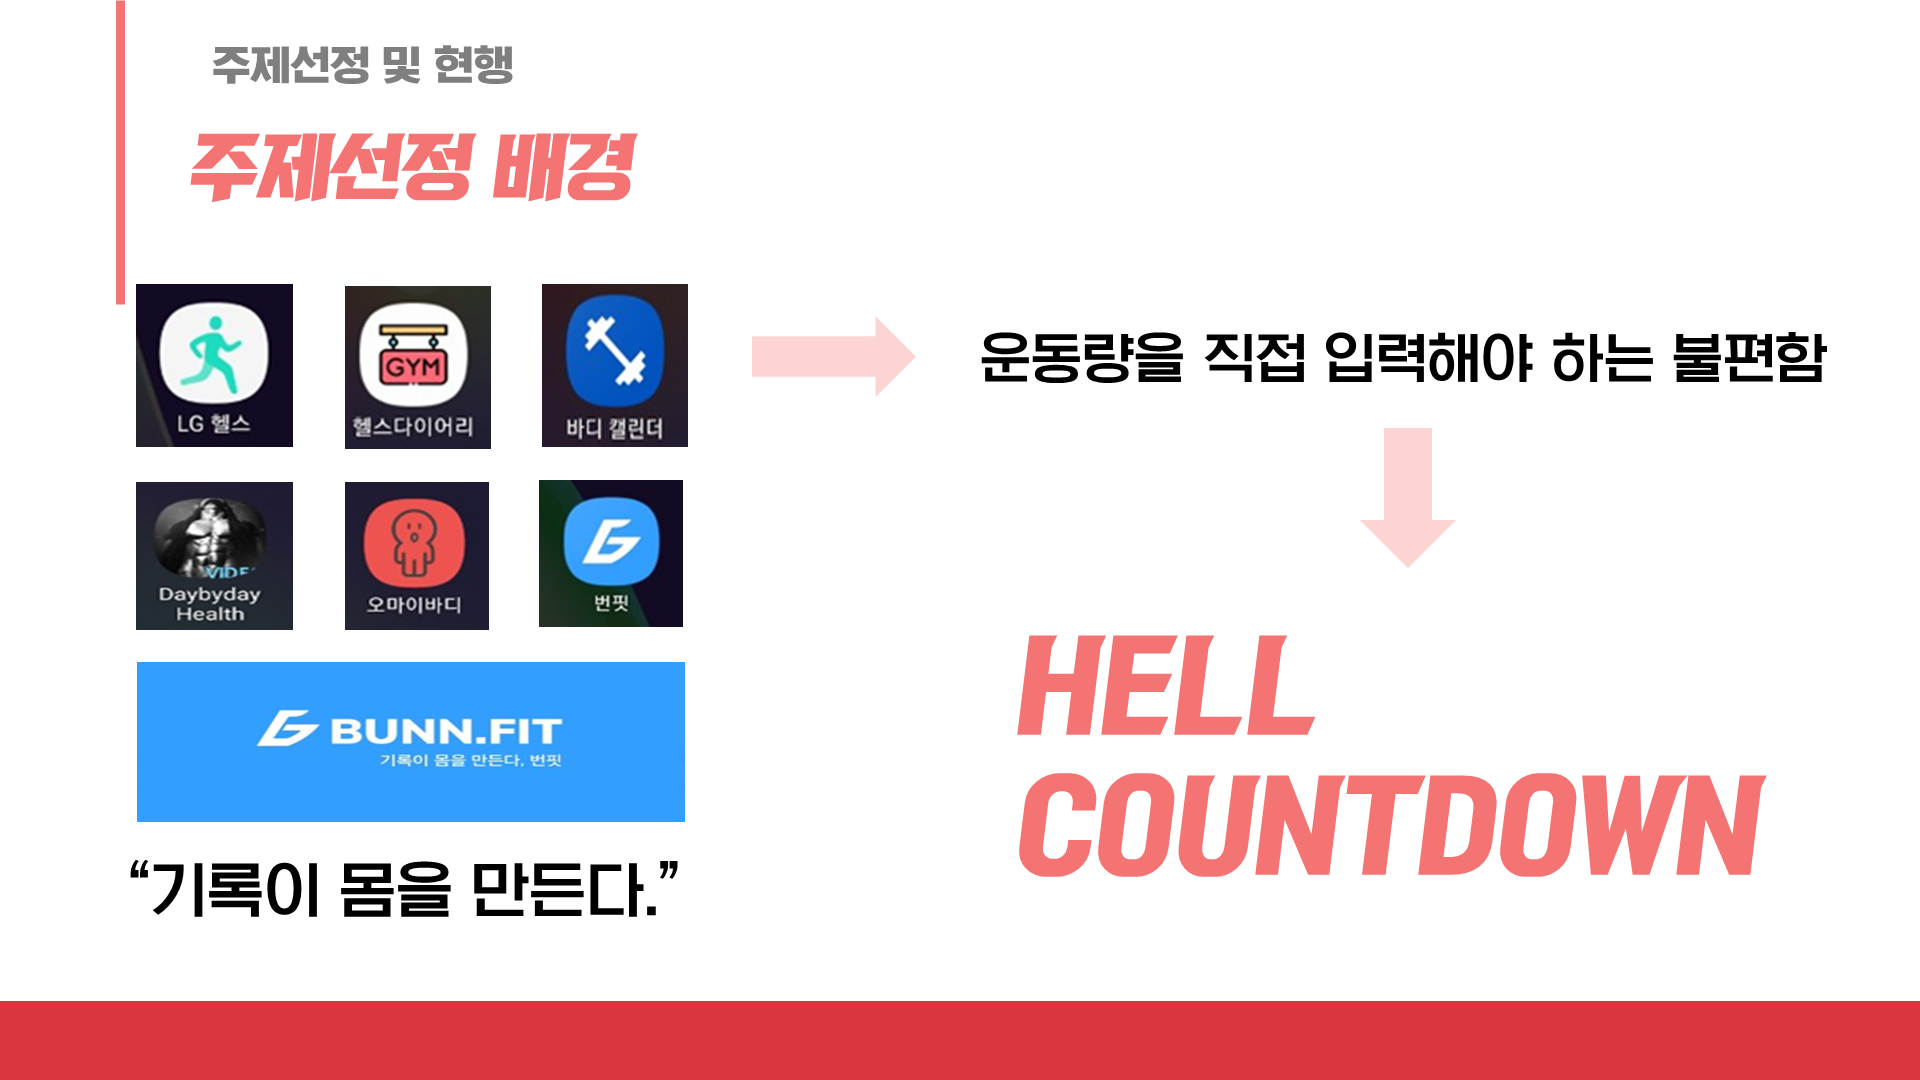 주제선정 및 현행
주제선정 배경
LG 헬스
GYM
헬스다이어리
바디 캘린더
운동량을 직접 입력해야 하는 불편함
VIDE
Daybyday
Health
오마이바디
번핏
BUNN.FIT
기록이 몸을 만든다. 번핏
“기록이 몸을 만든다.”
HELL
COUNTDOWN